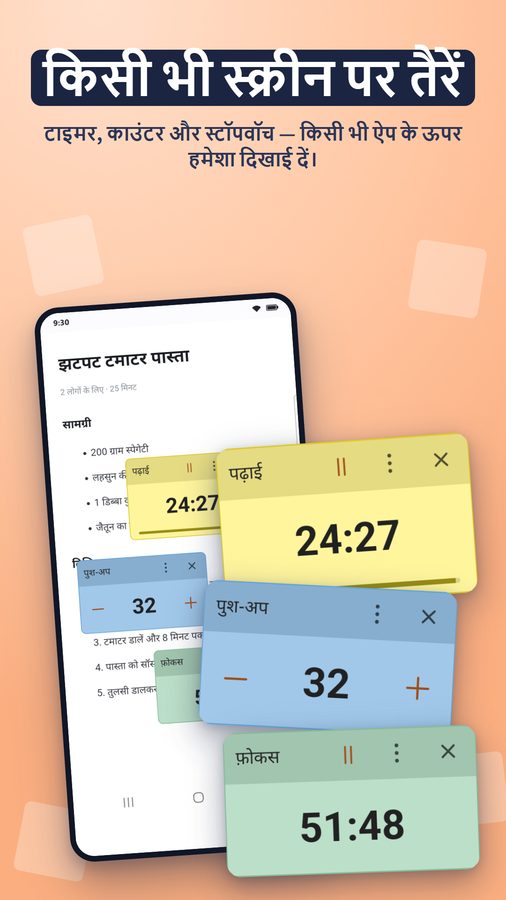 किसी भी स्क्रीन पर तैरें
टाइमर, काउंटर और स्टॉपवॉच — किसी भी ऐप के ऊपर
हमेशा दिखाई दें।
9:30
झटपट टमाटर पास्ता
2 लोगों के लिए · 25 मिनट
सामग्री
• 200 ग्राम स्पेगेटी
• लहसुन की
• 1 डिब्बा
• जैतून का
पढ़ाई
24:27
पुश-अप
32
3. टमाटर डालें और 8 मिनट
4. पास्ता को
5. तुलसी
फ़ोकस
पढ़ाई
24:27
पुश-अप
32
फ़ोकस
51:48